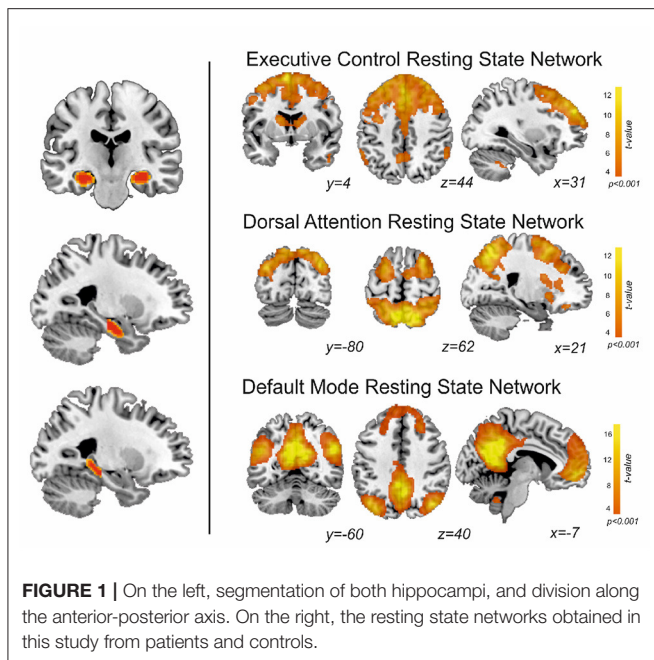 Executive Control Resting State Network
12
10
8
6
4
t-value
p<0.001
y=4
z=44
x=31
Dorsal Attention Resting State Network
12
10
8
6
4
t-value
p<0.001
y=-80
z=62
x=21
Default Mode Resting State Network
16
12
8
4
t-value
p<0.001
y=-60
z=40
x=-7
FIGURE 1 | On the left, segmentation of both hippocampi, and division along
the anterior-posterior axis. On the right, the resting state networks obtained in
this study from patients and controls.